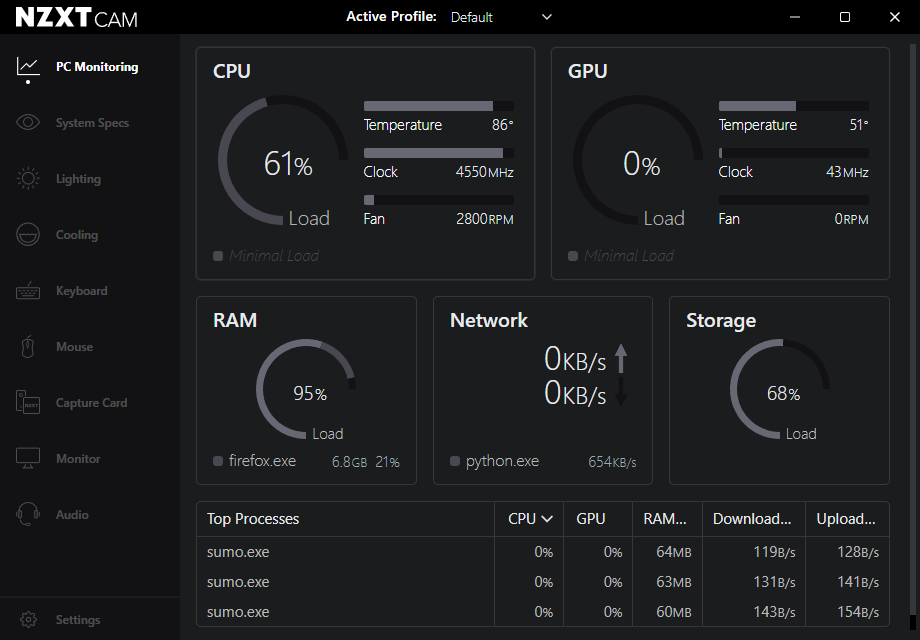 NZXT CAM
Active Profile: Default
PC Monitoring
System Specs
Lighting
Cooling
Keyboard
Mouse
Capture Card
Monitor
Audio
Settings
CPU
61%
Load
Minimal Load
Temperature 86°
Clock 4550MHz
Fan 2800RPM
GPU
0%
Load
Minimal Load
Temperature 51°
Clock 43MHz
Fan 0RPM
RAM
95%
Load
firefox.exe 6.8GB 21%
Network
0KB/s
0KB/s
python.exe 654KB/s
Storage
68%
Load
Top Processes CPU GPU RAM... Download... Upload...
sumo.exe 0% 0% 64MB 119B/s 128B/s
sumo.exe 0% 0% 63MB 131B/s 141B/s
sumo.exe 0% 0% 60MB 143B/s 154B/s